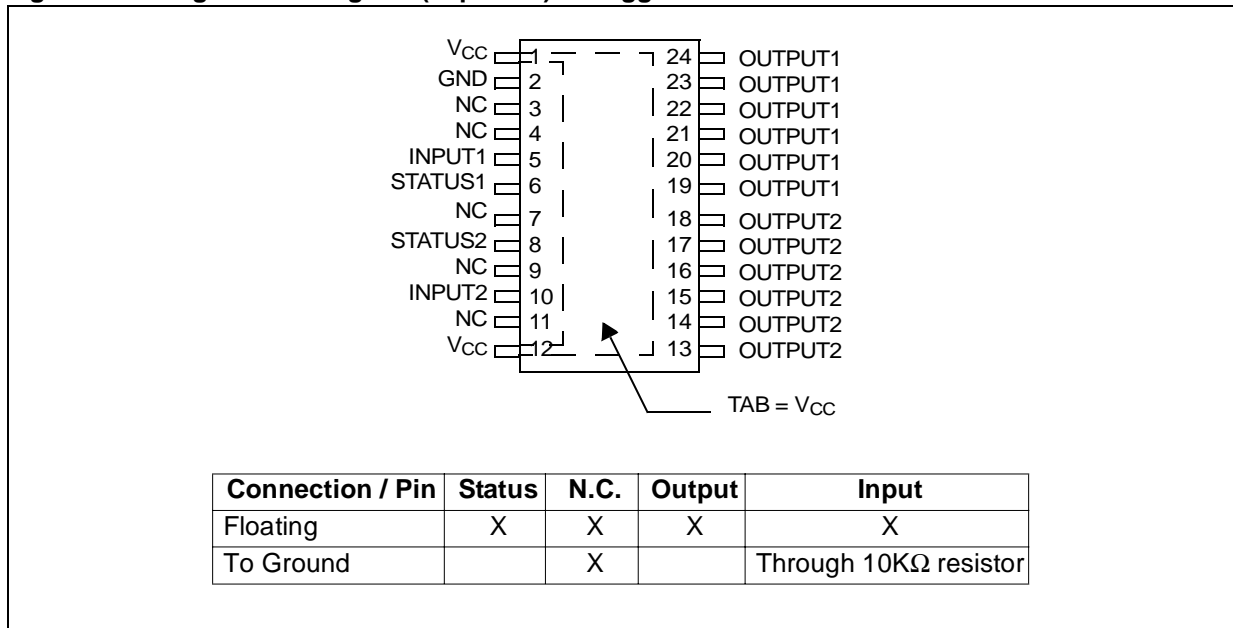 V_CC 1 24 OUTPUT1
GND 2 23 OUTPUT1
NC 3 22 OUTPUT1
NC 4 21 OUTPUT1
INPUT1 5 20 OUTPUT1
STATUS1 6 19 OUTPUT1
NC 7 18 OUTPUT2
STATUS2 8 17 OUTPUT2
NC 9 16 OUTPUT2
INPUT2 10 15 OUTPUT2
NC 11 14 OUTPUT2
V_CC 12 13 OUTPUT2
TAB = V_CC
Connection / Pin Status N.C. Output Input
Floating X X X X
To Ground X Through 10KΩ resistor